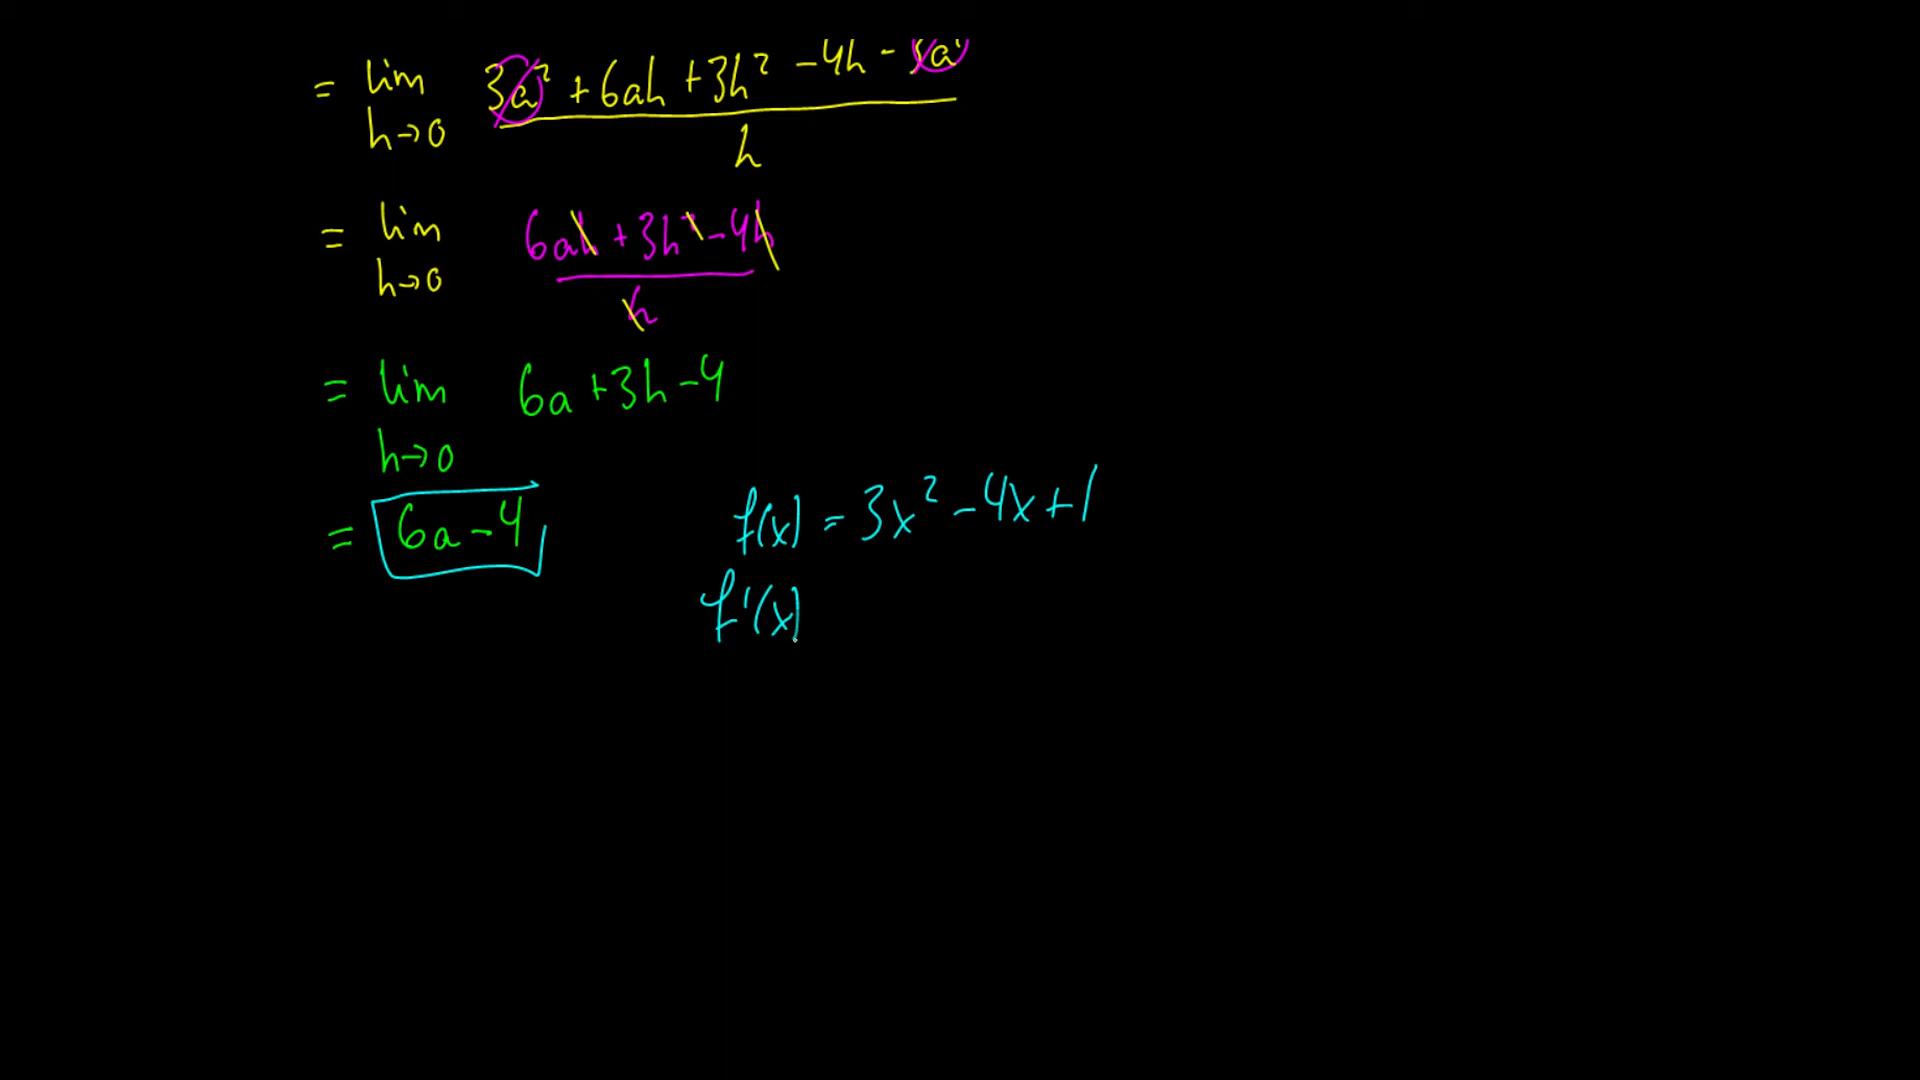 = lim 3a² + 6ah + 3h² - 4h - 3a²
h→0 h
= lim 6ah + 3h² - 4h
h→0 h
= lim 6a + 3h - 4
h→0
= 6a - 4
f(x) = 3x² - 4x + 1
f'(x)